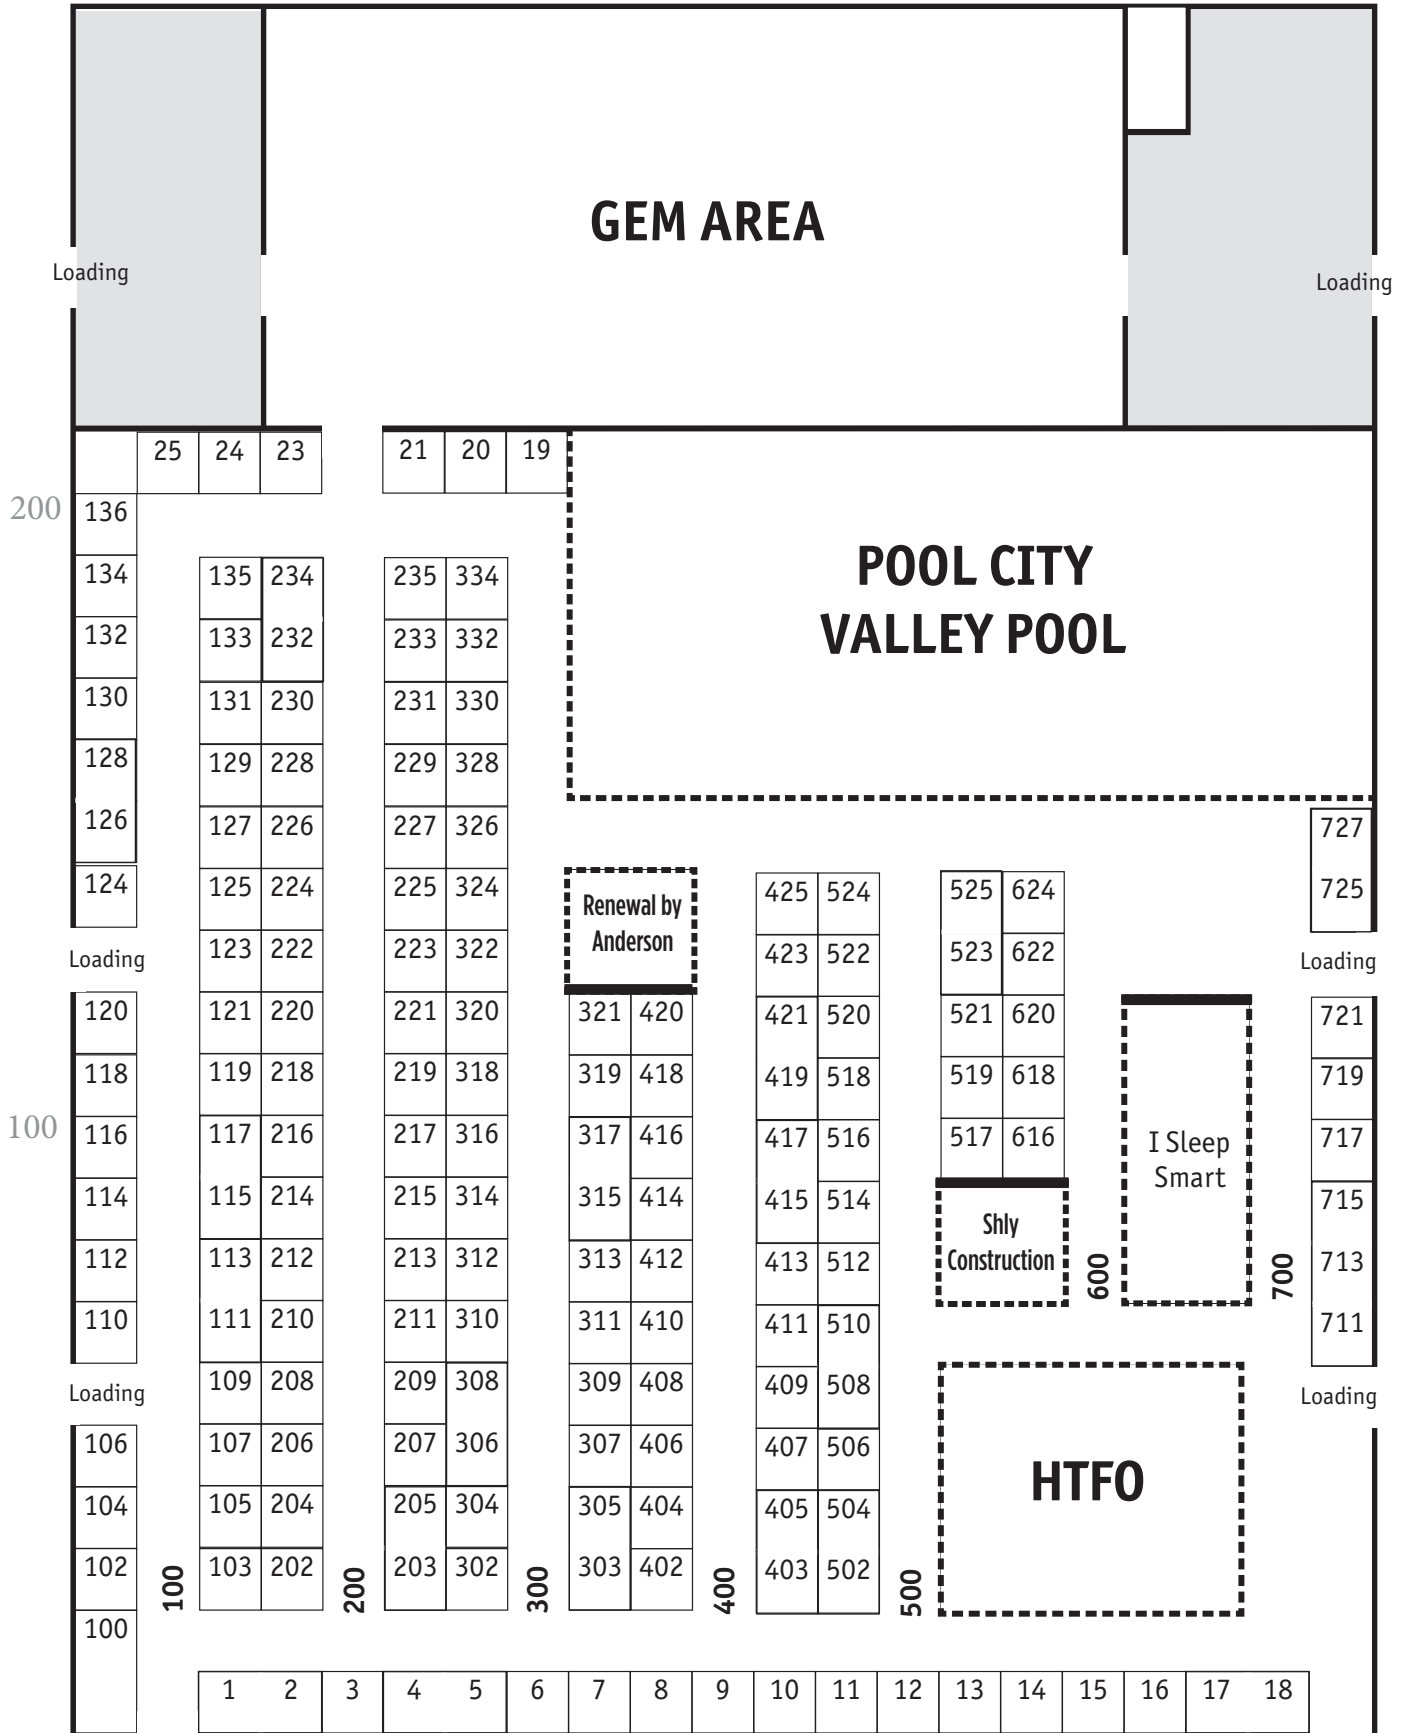 GEM AREA
Loading
Loading
25 24 23 21 20 19
200
136
POOL CITY
VALLEY POOL
134 135 234 235 334
132 133 232 233 332
130 131 230 231 330
128 129 228 229 328
126 127 226 227 326 727
124 125 224 225 324 Renewal by 425 524 525 624 725
Anderson
Loading 123 222 223 322 423 522 523 622 Loading
120 121 220 221 320 321 420 421 520 521 620 721
118 119 218 219 318 319 418 419 518 519 618 719
100
116 117 216 217 316 317 416 417 516 517 616 717
I Sleep
Smart
114 115 214 215 314 315 414 415 514 715
Shly
Construction
112 113 212 213 312 313 412 413 512 600 700 713
110 111 210 211 310 311 410 411 510 711
Loading 109 208 209 308 309 408 409 508 Loading
106 107 206 207 306 307 406 407 506
HTFO
104 105 204 205 304 305 404 405 504
102 100 103 202 200 203 302 300 303 402 400 403 502 500
100
1 2 3 4 5 6 7 8 9 10 11 12 13 14 15 16 17 18